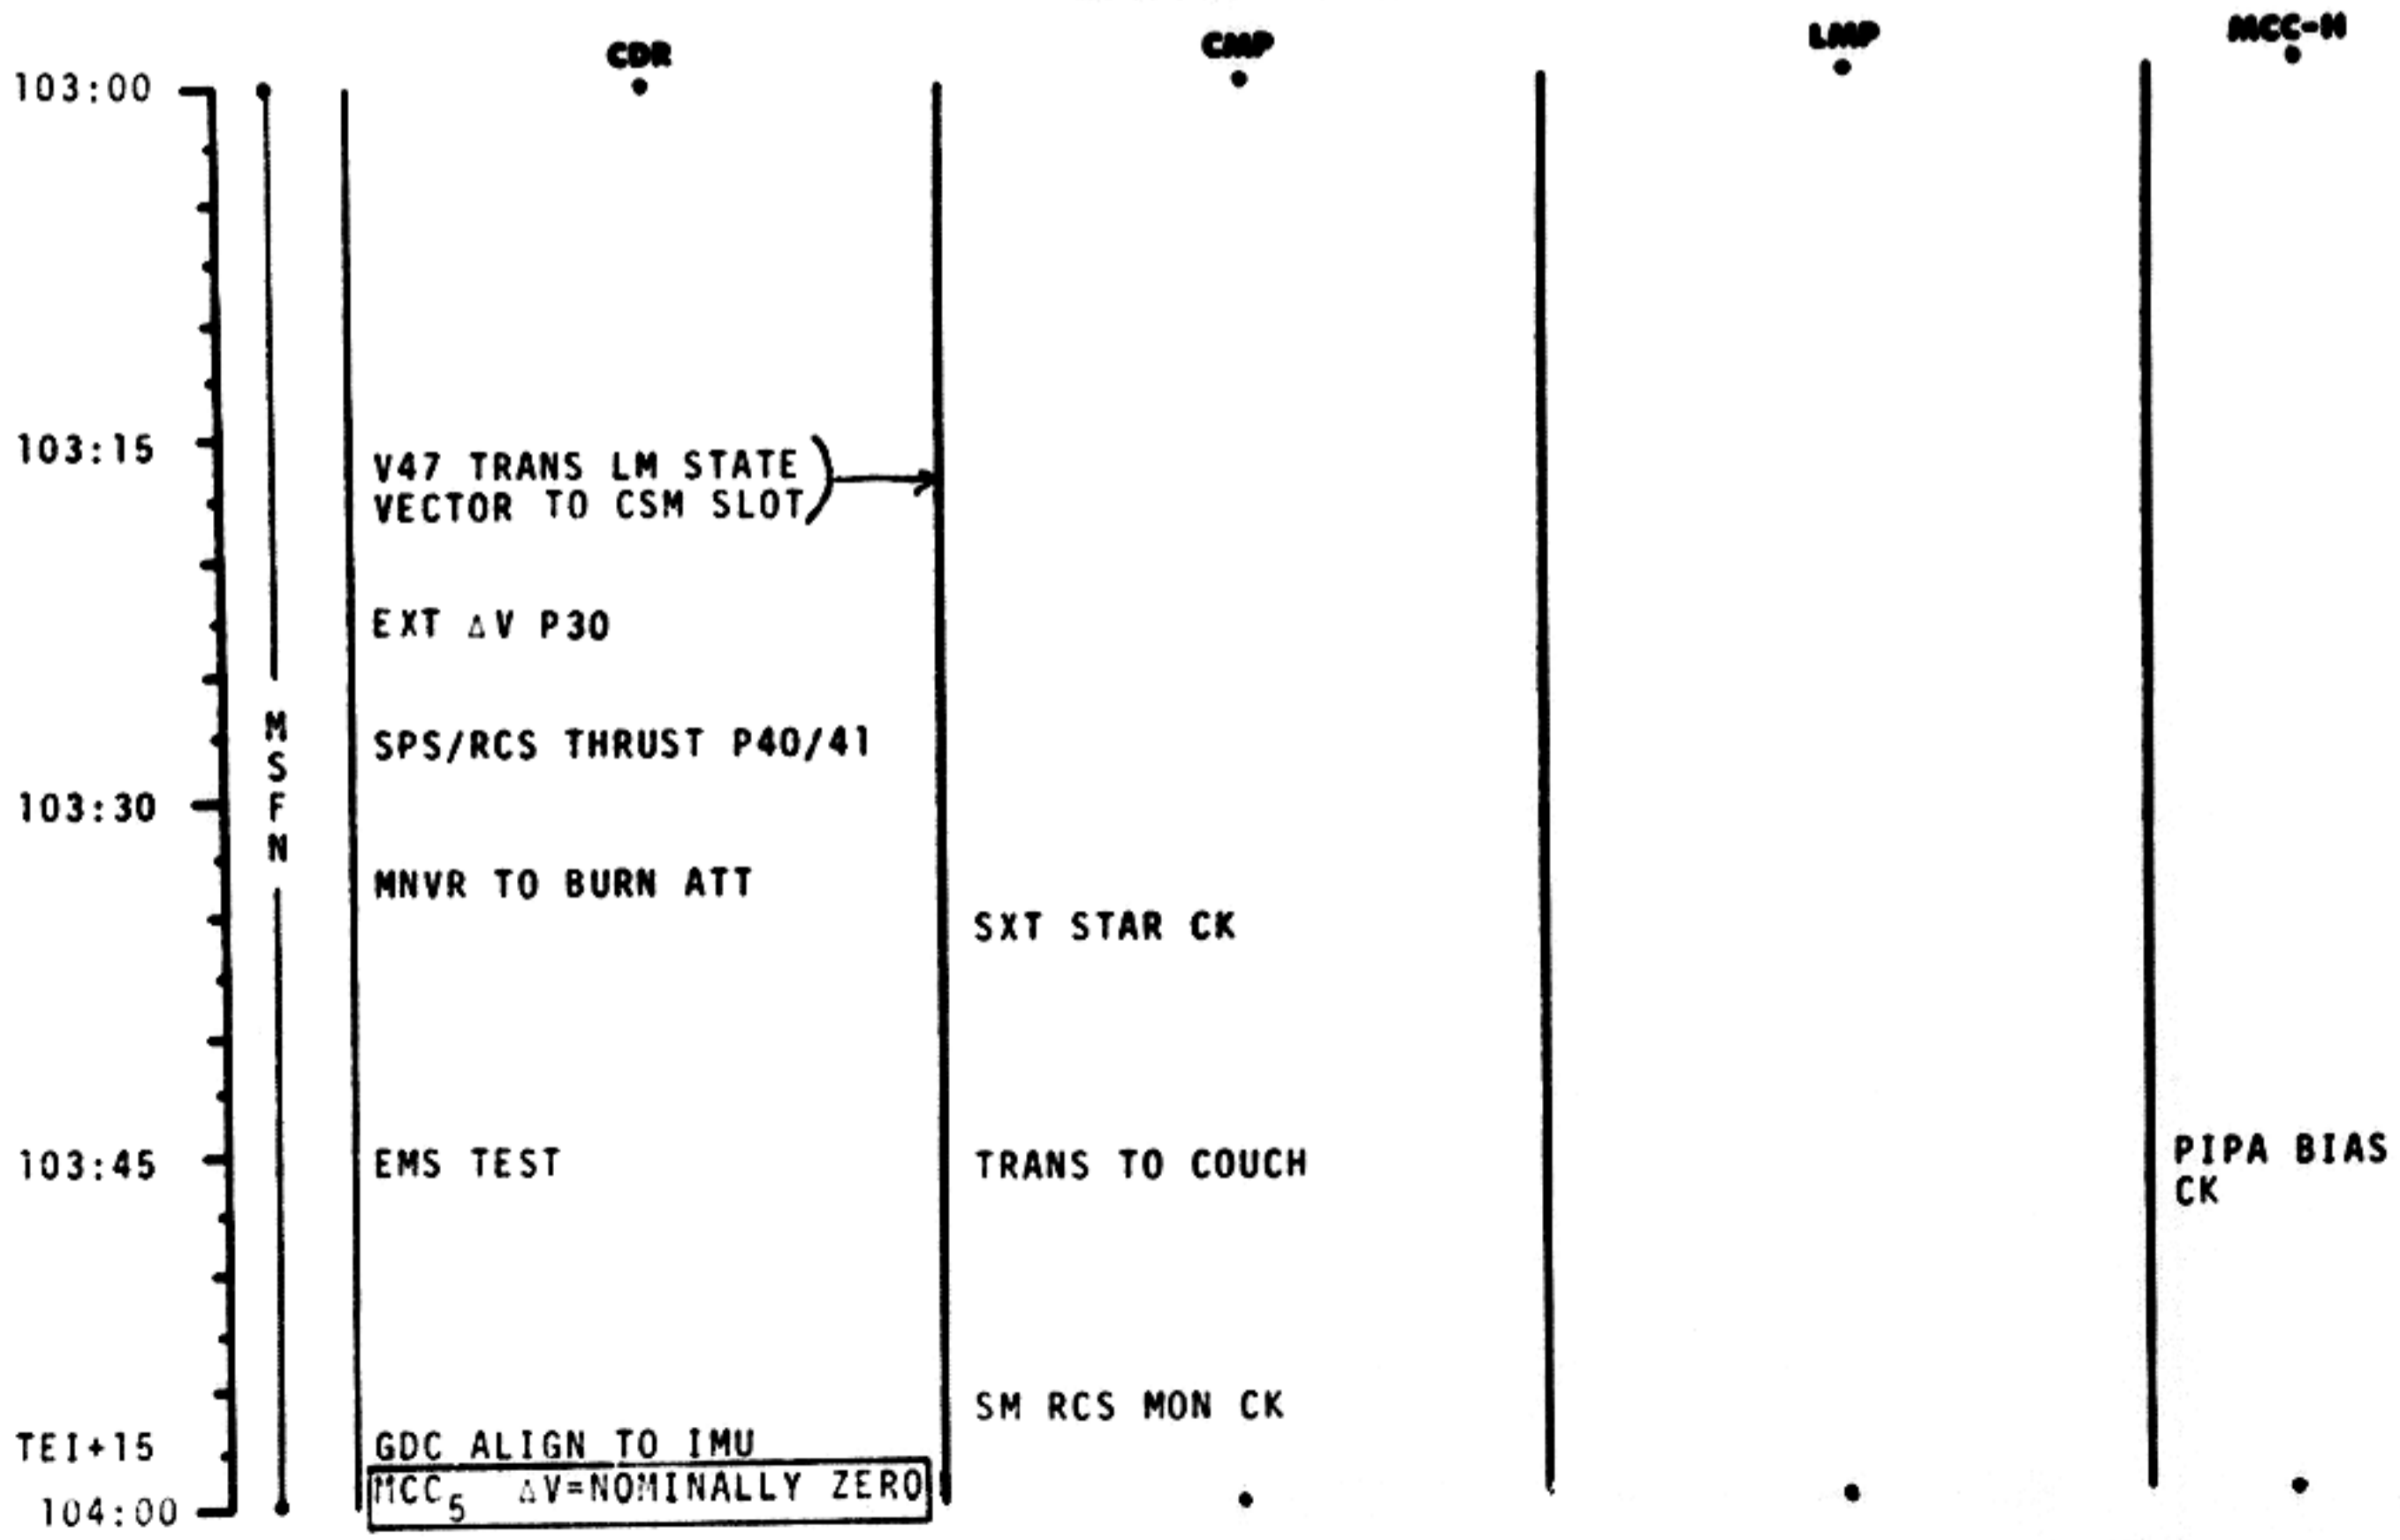 CDR CMP LMP MCC-H
103:00
103:15
V47 TRANS LM STATE
VECTOR TO CSM SLOT
EXT ΔV P30
MSFN
SPS/RCS THRUST P40/41
103:30
MNVR TO BURN ATT
SXT STAR CK
103:45 EMS TEST TRANS TO COUCH PIPA BIAS
CK
SM RCS MON CK
TEI+15 GDC ALIGN TO IMU
MCC5 ΔV=NOMINALLY ZERO
104:00